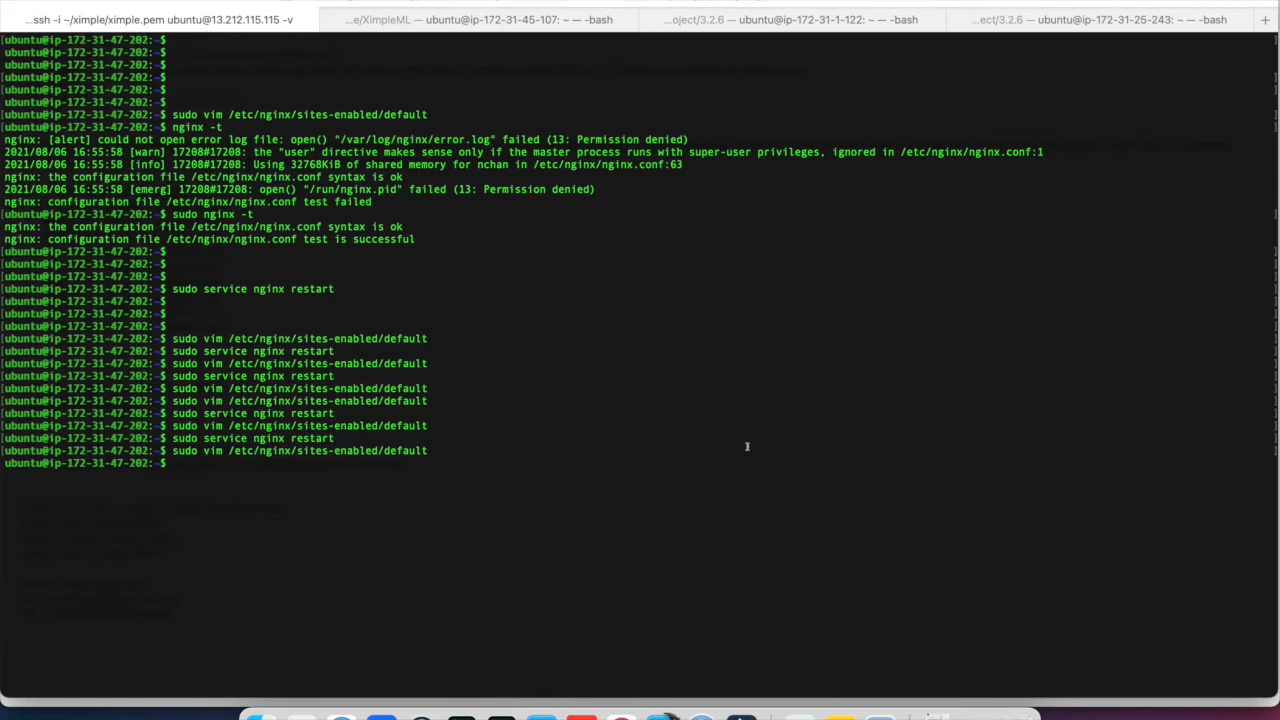 ...ssh -i ~/ximple/ximple.pem ubuntu@13.212.115.115 -v
...e/XimpleML — ubuntu@ip-172-31-45-107: ~ — -bash
...oject/3.2.6 — ubuntu@ip-172-31-1-122: ~ — -bash
...ect/3.2.6 — ubuntu@ip-172-31-25-243: ~ — -bash
+
[ubuntu@ip-172-31-47-202:~$ ]
ubuntu@ip-172-31-47-202:~$
[ubuntu@ip-172-31-47-202:~$ ]
[ubuntu@ip-172-31-47-202:~$ ]
[ubuntu@ip-172-31-47-202:~$ ]
[ubuntu@ip-172-31-47-202:~$ ]
[ubuntu@ip-172-31-47-202:~$ sudo vim /etc/nginx/sites-enabled/default ]
[ubuntu@ip-172-31-47-202:~$ nginx -t ]
nginx: [alert] could not open error log file: open() "/var/log/nginx/error.log" failed (13: Permission denied)
2021/08/06 16:55:58 [warn] 17208#17208: the "user" directive makes sense only if the master process runs with super-user privileges, ignored in /etc/nginx/nginx.conf:1
2021/08/06 16:55:58 [info] 17208#17208: Using 32768KiB of shared memory for nchan in /etc/nginx/nginx.conf:63
nginx: the configuration file /etc/nginx/nginx.conf syntax is ok
2021/08/06 16:55:58 [emerg] 17208#17208: open() "/run/nginx.pid" failed (13: Permission denied)
nginx: configuration file /etc/nginx/nginx.conf test failed
[ubuntu@ip-172-31-47-202:~$ sudo nginx -t ]
nginx: the configuration file /etc/nginx/nginx.conf syntax is ok
nginx: configuration file /etc/nginx/nginx.conf test is successful
[ubuntu@ip-172-31-47-202:~$ ]
[ubuntu@ip-172-31-47-202:~$ ]
[ubuntu@ip-172-31-47-202:~$ ]
[ubuntu@ip-172-31-47-202:~$ sudo service nginx restart ]
[ubuntu@ip-172-31-47-202:~$ ]
[ubuntu@ip-172-31-47-202:~$ ]
[ubuntu@ip-172-31-47-202:~$ ]
[ubuntu@ip-172-31-47-202:~$ sudo vim /etc/nginx/sites-enabled/default ]
[ubuntu@ip-172-31-47-202:~$ sudo service nginx restart ]
[ubuntu@ip-172-31-47-202:~$ sudo vim /etc/nginx/sites-enabled/default ]
[ubuntu@ip-172-31-47-202:~$ sudo service nginx restart ]
[ubuntu@ip-172-31-47-202:~$ sudo vim /etc/nginx/sites-enabled/default ]
[ubuntu@ip-172-31-47-202:~$ sudo vim /etc/nginx/sites-enabled/default ]
[ubuntu@ip-172-31-47-202:~$ sudo service nginx restart ]
[ubuntu@ip-172-31-47-202:~$ sudo vim /etc/nginx/sites-enabled/default ]
[ubuntu@ip-172-31-47-202:~$ sudo service nginx restart ]
[ubuntu@ip-172-31-47-202:~$ sudo vim /etc/nginx/sites-enabled/default ]
ubuntu@ip-172-31-47-202:~$